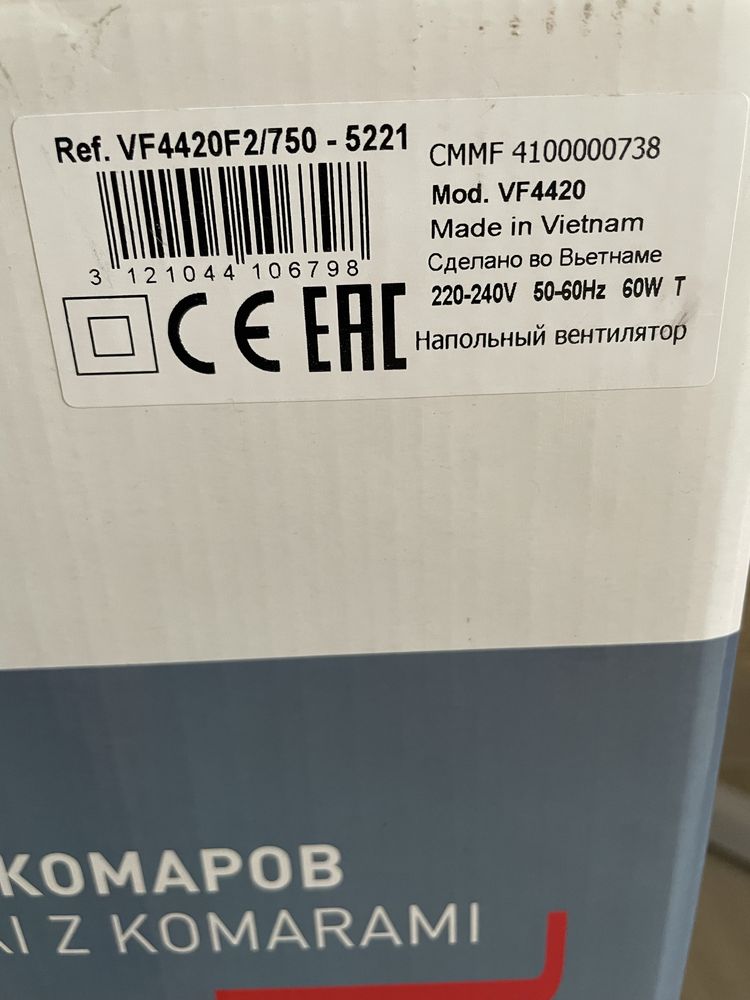 Ref. VF4420F2/750 - 5221
3 121044 106798
CE EAC
CMMF 4100000738
Mod. VF4420
Made in Vietnam
Сделано во Вьетнаме
220-240V 50-60Hz 60W T
Напольный вентилятор
КОМАРОВ
Z KOMARAMI